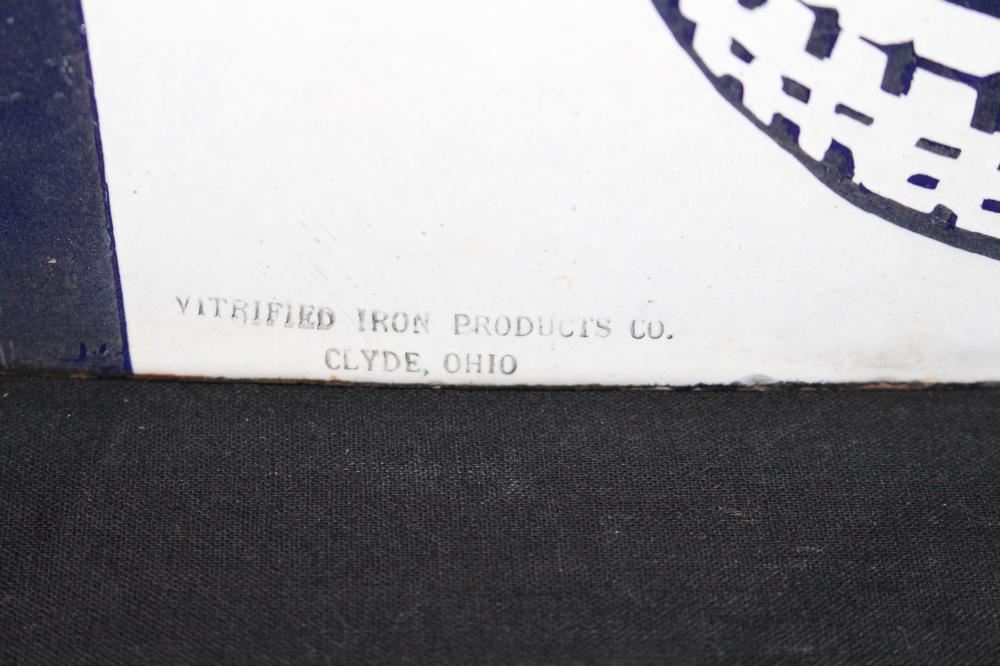 VITRIFIED IRON PRODUCTS CO.
CLYDE, OHIO